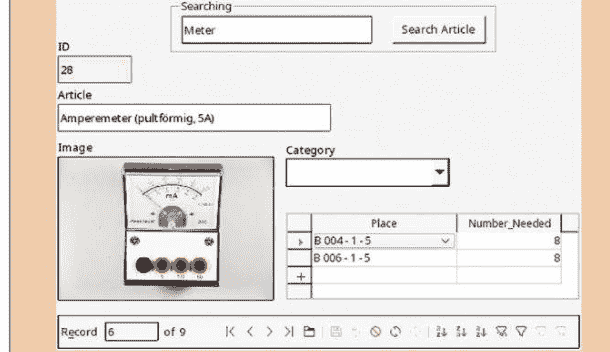 Searching
Meter
Search Article
ID
28
Article
Amperemeter (pultförmig, 5A)
Image
Category
mA
Place Number_Needed
B 004 - 1 - 5 8
B 006 - 1 - 5 8
Record 6 of 9